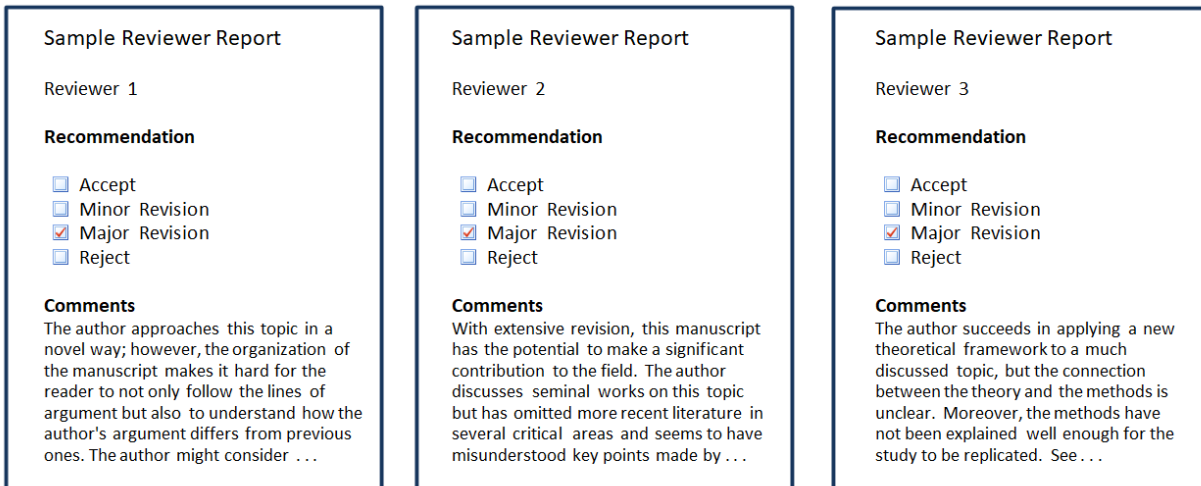 Sample Reviewer Report
Reviewer 1
Recommendation
Accept
Minor Revision
Major Revision
Reject
Comments
The author approaches this topic in a
novel way; however, the organization of
the manuscript makes it hard for the
reader to not only follow the lines of
argument but also to understand how the
author's argument differs from previous
ones. The author might consider . . .
Sample Reviewer Report
Reviewer 2
Recommendation
Accept
Minor Revision
Major Revision
Reject
Comments
With extensive revision, this manuscript
has the potential to make a significant
contribution to the field. The author
discusses seminal works on this topic
but has omitted more recent literature in
several critical areas and seems to have
misunderstood key points made by . . .
Sample Reviewer Report
Reviewer 3
Recommendation
Accept
Minor Revision
Major Revision
Reject
Comments
The author succeeds in applying a new
theoretical framework to a much
discussed topic, but the connection
between the theory and the methods is
unclear. Moreover, the methods have
not been explained well enough for the
study to be replicated. See . . .